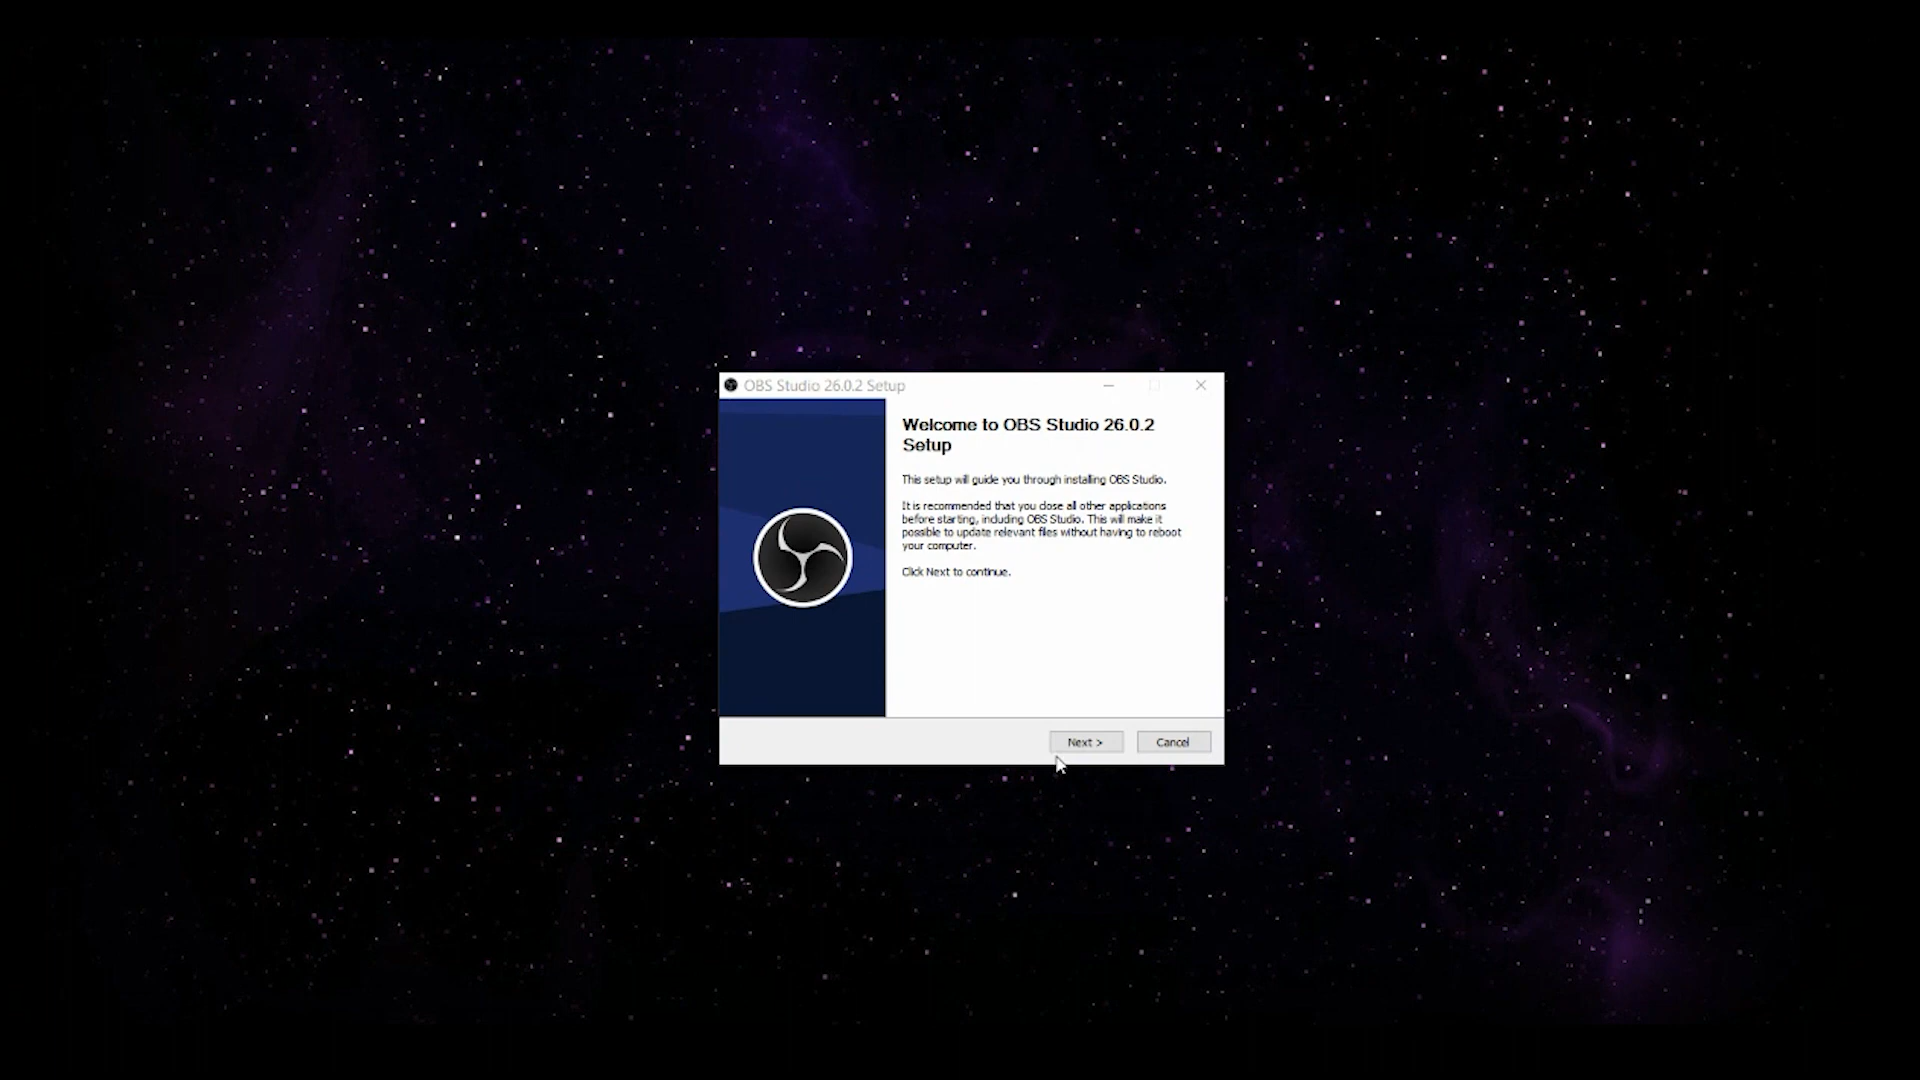 OBS Studio 26.0.2 Setup
Welcome to OBS Studio 26.0.2
Setup
This setup will guide you through installing OBS Studio.
It is recommended that you close all other applications
before starting, including OBS Studio. This will make it
possible to update relevant files without having to reboot
your computer.
Click Next to continue.
Next >
Cancel